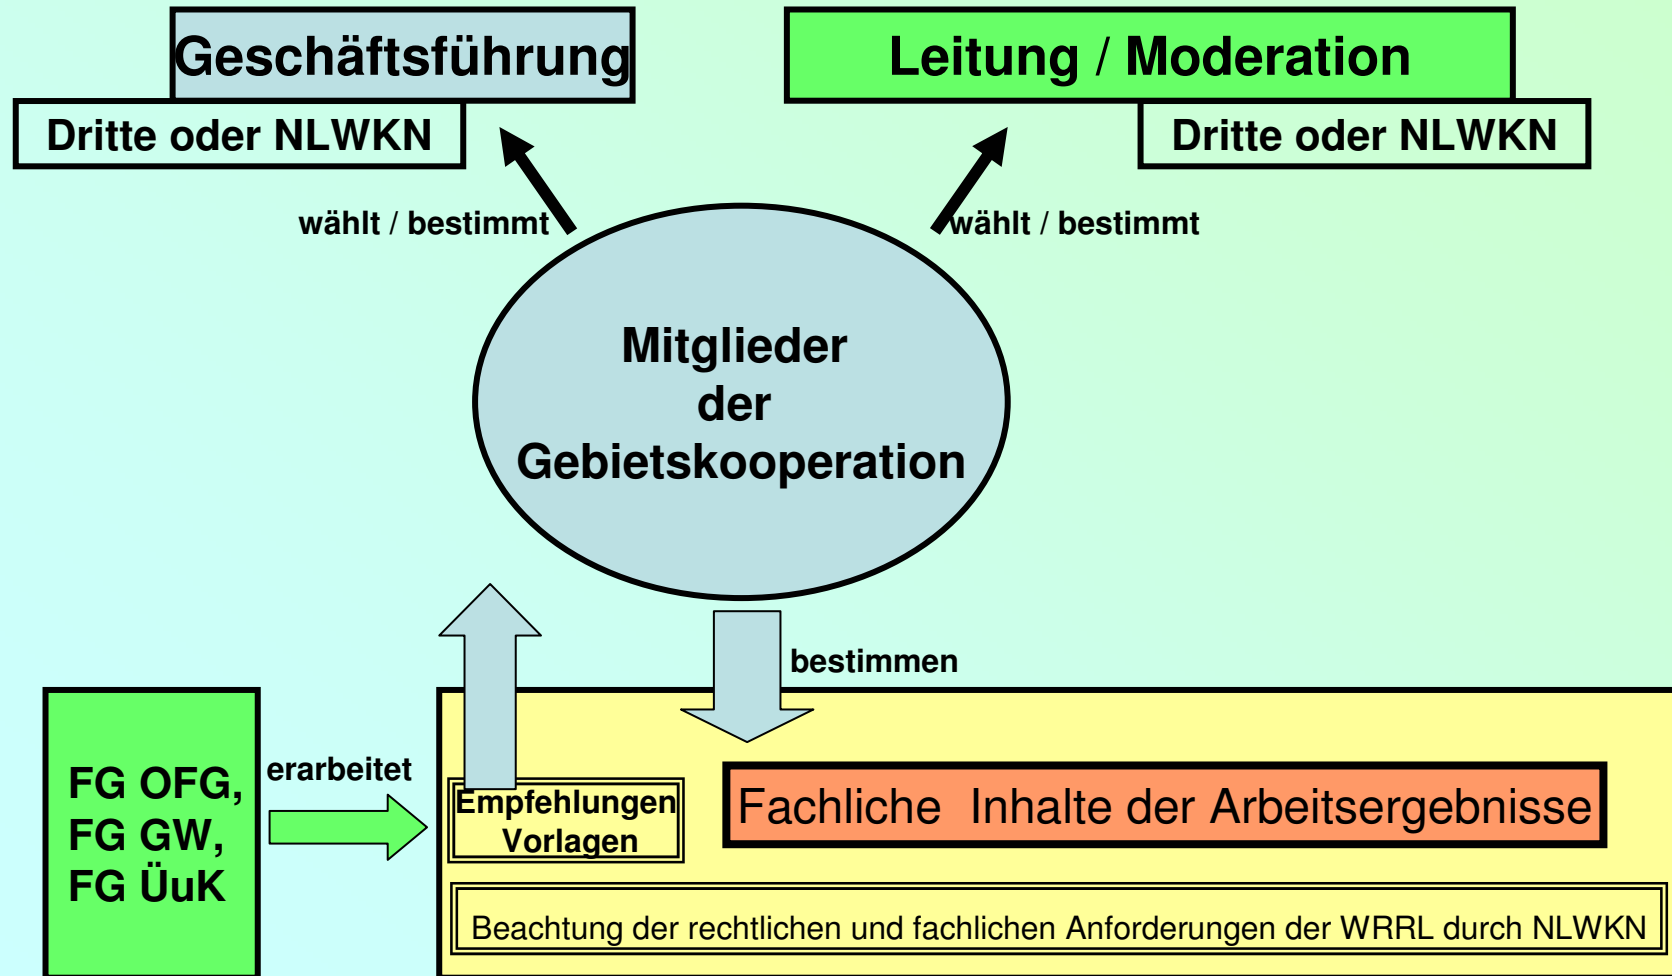 Geschäftsführung
Leitung / Moderation
Dritte oder NLWKN
Dritte oder NLWKN
wählt / bestimmt
wählt / bestimmt
Mitglieder
der
Gebietskooperation
bestimmen
FG OFG,
FG GW,
FG ÜuK
erarbeitet
Empfehlungen
Vorlagen
Fachliche Inhalte der Arbeitsergebnisse
Beachtung der rechtlichen und fachlichen Anforderungen der WRRL durch NLWKN